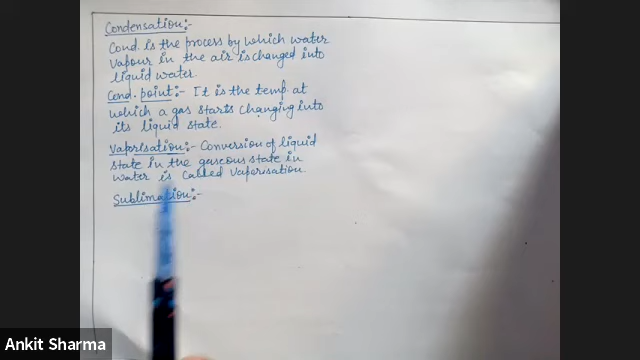 Condensation:-
Cond. is the process by which water
vapour in the air is changed into
liquid water.
Cond. point:- It is the temp. at
which a gas starts changing into
its liquid state.
Vaporisation:- Conversion of liquid
state in the gaseous state in
water is called vaporisation.
Sublimation:-
Ankit Sharma